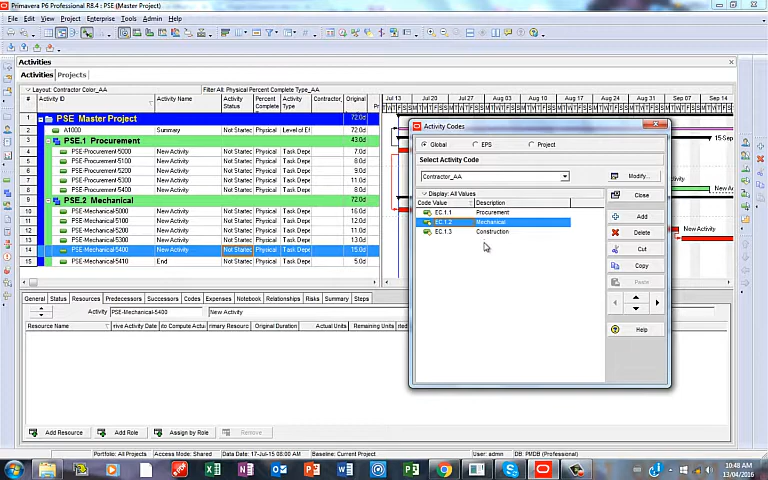 Primavera P6 Professional R8.4 : PSE (Master Project)
File Edit View Project Enterprise Tools Admin Help
Activities
Activities Projects
Layout: Contractor Color_AA Filter All: Physical Percent Complete Type_AA
# Activity ID Activity Name Activity Status Percent Complete Activity Type Contractor_ Original
Jul 13 Jul 20 Jul 27 Aug 03 Aug 10 Aug 17 Aug 24 Aug 31 Sep 07 Sep 14
1 PSE Master Project 72.0d
2 A1000 Summary Not Started Physical Level of Ef 72.0d
3 PSE.1 Procurement 43.0d
4 PSE-Procurement-5000 New Activity Not Started Physical Task Depe 7.0d
5 PSE-Procurement-5100 New Activity Not Started Physical Task Depe
6 PSE-Procurement-5200 New Activity Not Started Physical Task Depe
7 PSE-Procurement-5300 New Activity Not Started Physical Task Depe
8 PSE-Procurement-5400 New Activity Not Started Physical Task Depe
9 PSE.2 Mechanical 72.0d
10 PSE-Mechanical-5000 New Activity Not Started Physical Task Depe 16.0d
11 PSE-Mechanical-5100 New Activity Not Started Physical Task Depe 15.0d
12 PSE-Mechanical-5200 New Activity Not Started Physical Task Depe
13 PSE-Mechanical-5300 New Activity Not Started Physical Task Depe
14 PSE-Mechanical-5400 New Activity Not Started Physical Task Depe 15.0d
15 PSE-Mechanical-5410 End Not Started Physical Task Depe 5.0d
15-Sep
New Activity
Activity Codes
Global EPS Project
Select Activity Code
Contractor_AA
Modify...
Display: All Values
Close
Code Value Description
EC.1.1 Procurement
EC.1.2 Mechanical
EC.1.3 Construction
Add
Delete
Cut
Copy
Paste
Help
General Status Resources Predecessors Successors Codes Expenses Notebook Relationships Risks Summary Steps
Activity PSE-Mechanical-5400 New Activity
Resource Name rive Activity Date ito Compute Actu rimary Resourc Original Duration Actual Units Remaining Units
Add Resource Add Role Assign by Role Remove
Portfolio: All Projects Access Mode: Shared Data Date: 17-Jul-15 08:00 AM Baseline: Current Project User: admin DB: PMDB (Professional)
10:48 AM
13/04/2016